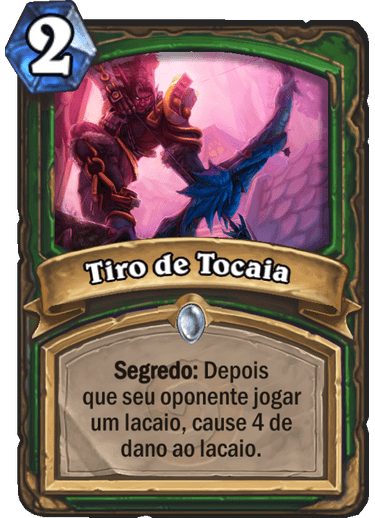 2
Tiro de Tocaia
Segredo: Depois
que seu oponente jogar
um lacaio, cause 4 de
dano ao lacaio.